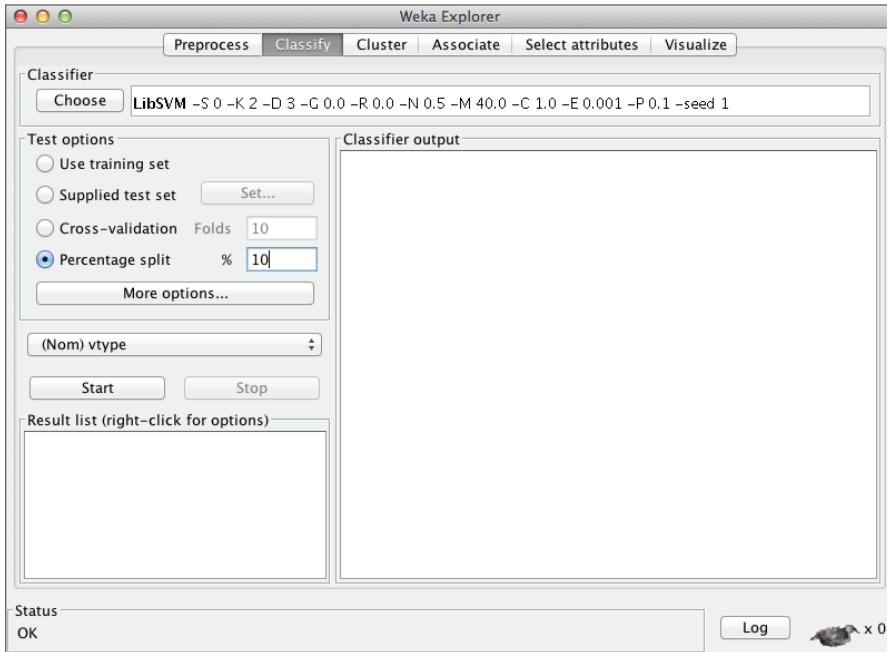 Weka Explorer
Preprocess Classify Cluster Associate Select attributes Visualize
Classifier
Choose LibSVM -S 0 -K 2 -D 3 -G 0.0 -R 0.0 -N 0.5 -M 40.0 -C 1.0 -E 0.001 -P 0.1 -seed 1
Test options
Use training set
Supplied test set Set...
Cross-validation Folds 10
Percentage split % 10
More options...
(Nom) vtype
Start Stop
Result list (right-click for options)
Classifier output
Status
OK
Log x 0